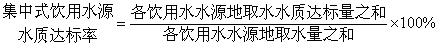 集中式饮用水源
水质达标率
=
各饮用水水源地取水水质达标量之和
各饮用水水源地取水量之和
×100%